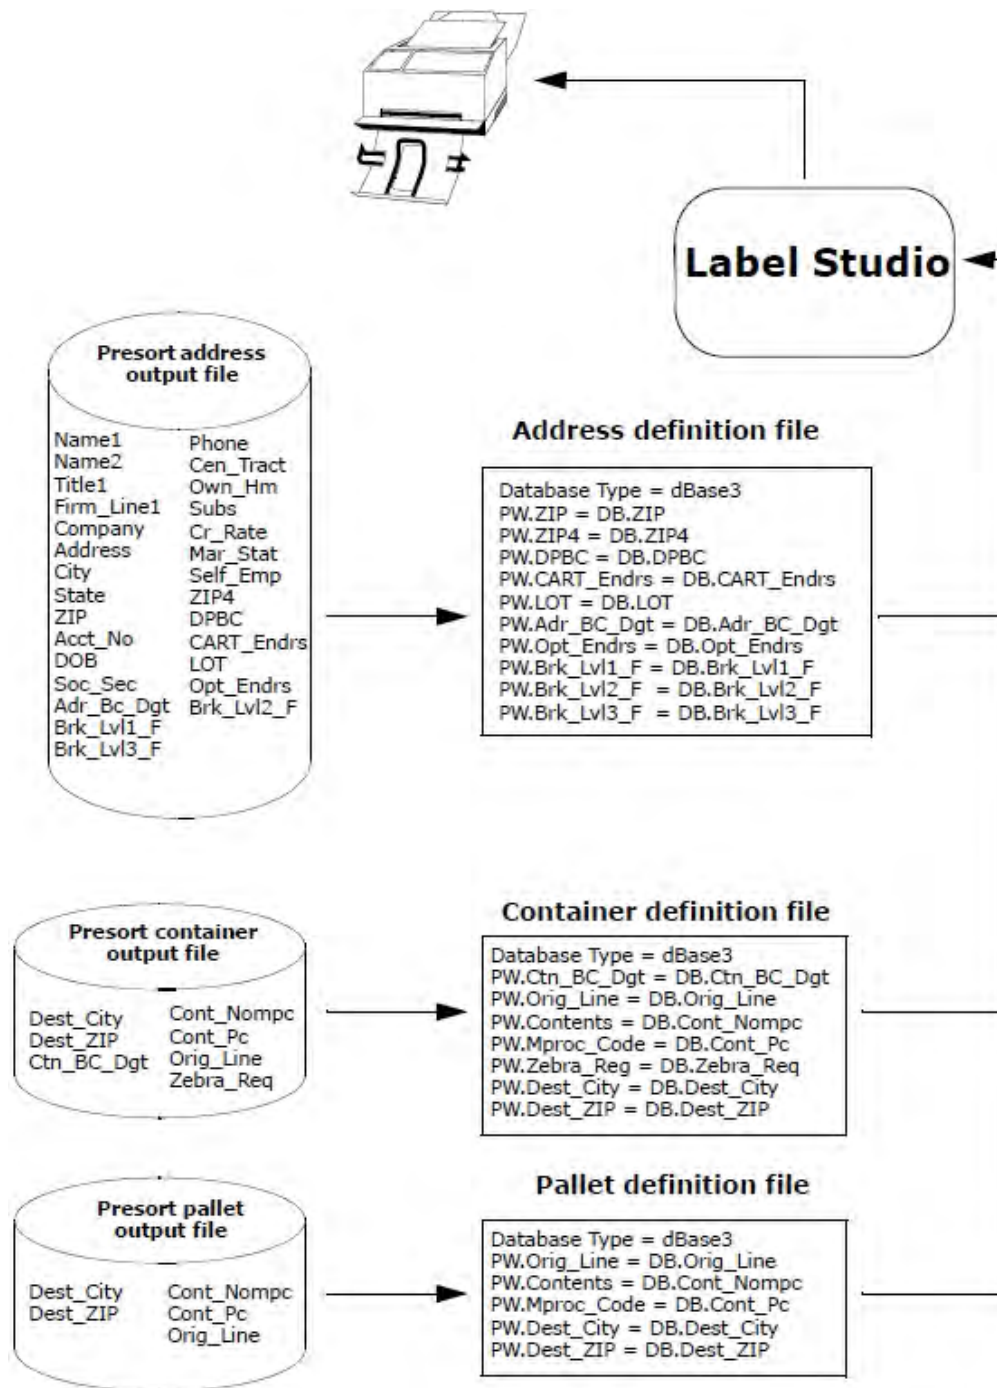 Label Studio
Presort address
output file
Name1
Name2
Title1
Firm_Line1
Company
Address
City
State
ZIP
Acct_No
DOB
Soc_Sec
Adr_Bc_Dgt
Brk_Lvl1_F
Brk_Lvl3_F
Phone
Cen_Tract
Own_Hm
Subs
Cr_Rate
Mar_Stat
Self_Emp
ZIP4
DPBC
CART_Endrs
LOT
Opt_Endrs
Brk_Lvl2_F
Address definition file
Database Type = dBase3
PW.ZIP = DB.ZIP
PW.ZIP4 = DB.ZIP4
PW.DPBC = DB.DPBC
PW.CART_Endrs = DB.CART_Endrs
PW.LOT = DB.LOT
PW.Adr_BC_Dgt = DB.Adr_BC_Dgt
PW.Opt_Endrs = DB.Opt_Endrs
PW.Brk_Lvl1_F = DB.Brk_Lvl1_F
PW.Brk_Lvl2_F = DB.Brk_Lvl2_F
PW.Brk_Lvl3_F = DB.Brk_Lvl3_F
Presort container
output file
Dest_City
Dest_ZIP
Ctn_BC_Dgt
Cont_Nompc
Cont_Pc
Orig_Line
Zebra_Req
Container definition file
Database Type = dBase3
PW.Ctn_BC_Dgt = DB.Ctn_BC_Dgt
PW.Orig_Line = DB.Orig_Line
PW.Contents = DB.Cont_Nompc
PW.Mproc_Code = DB.Cont_Pc
PW.Zebra_Reg = DB.Zebra_Req
PW.Dest_City = DB.Dest_City
PW.Dest_ZIP = DB.Dest_ZIP
Presort pallet
output file
Dest_City
Dest_ZIP
Cont_Nompc
Cont_Pc
Orig_Line
Pallet definition file
Database Type = dBase3
PW.Orig_Line = DB.Orig_Line
PW.Contents = DB.Cont_Nompc
PW.Mproc_Code = DB.Cont_Pc
PW.Dest_City = DB.Dest_City
PW.Dest_ZIP = DB.Dest_ZIP